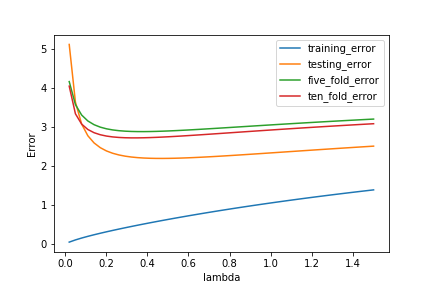 5
4
3
2
1
0
Error
training_error
testing_error
five_fold_error
ten_fold_error
0.0 0.2 0.4 0.6 0.8 1.0 1.2 1.4
lambda